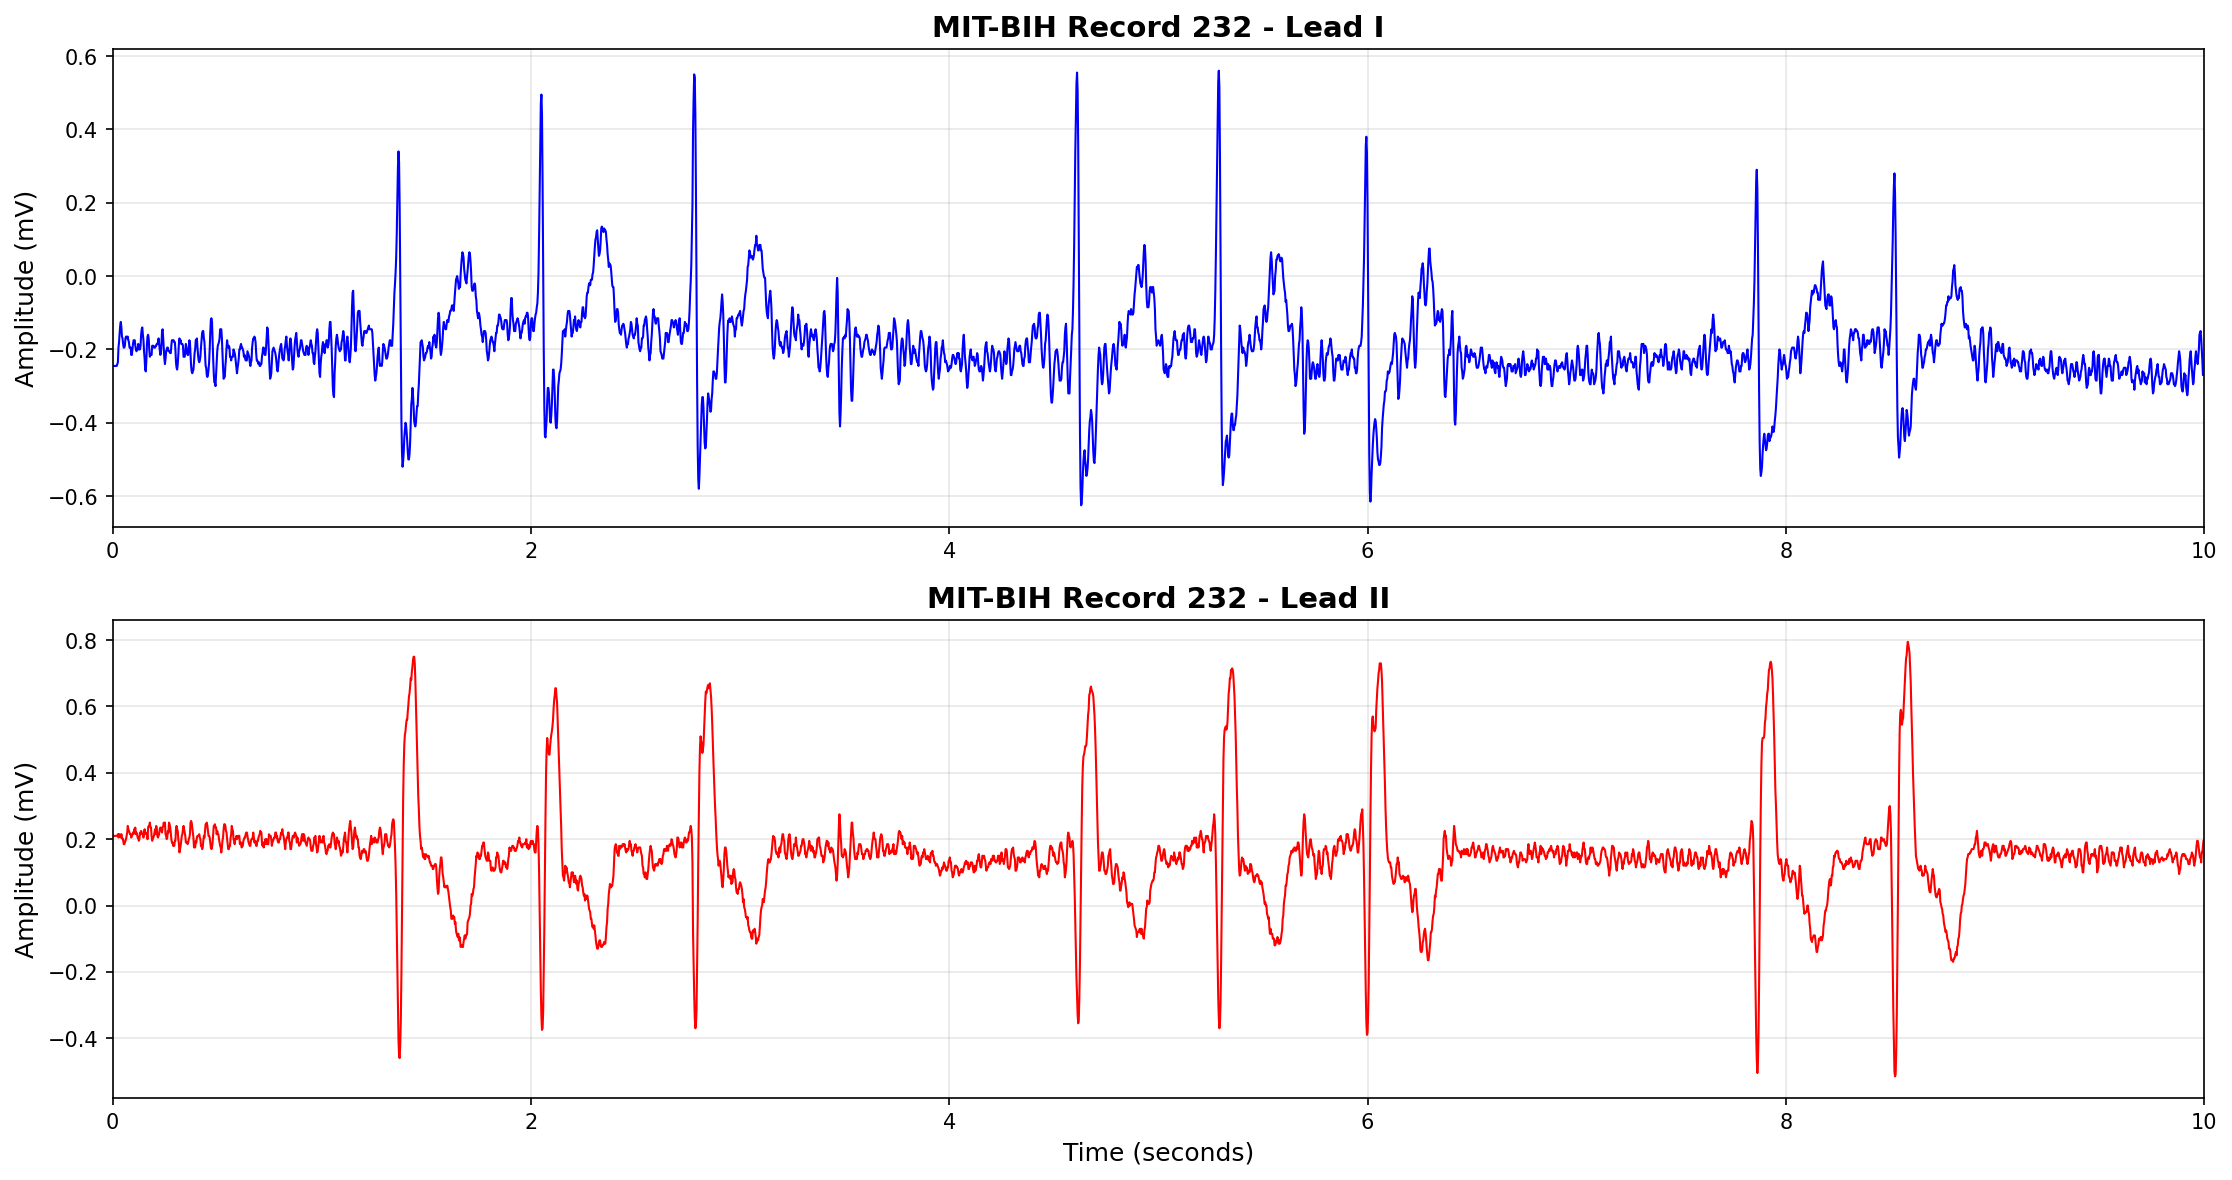 MIT-BIH Record 232 - Lead I
Amplitude (mV)
0.6
0.4
0.2
0.0
−0.2
−0.4
−0.6
0 2 4 6 8 10
MIT-BIH Record 232 - Lead II
Amplitude (mV)
0.8
0.6
0.4
0.2
0.0
−0.2
−0.4
0 2 4 6 8 10
Time (seconds)